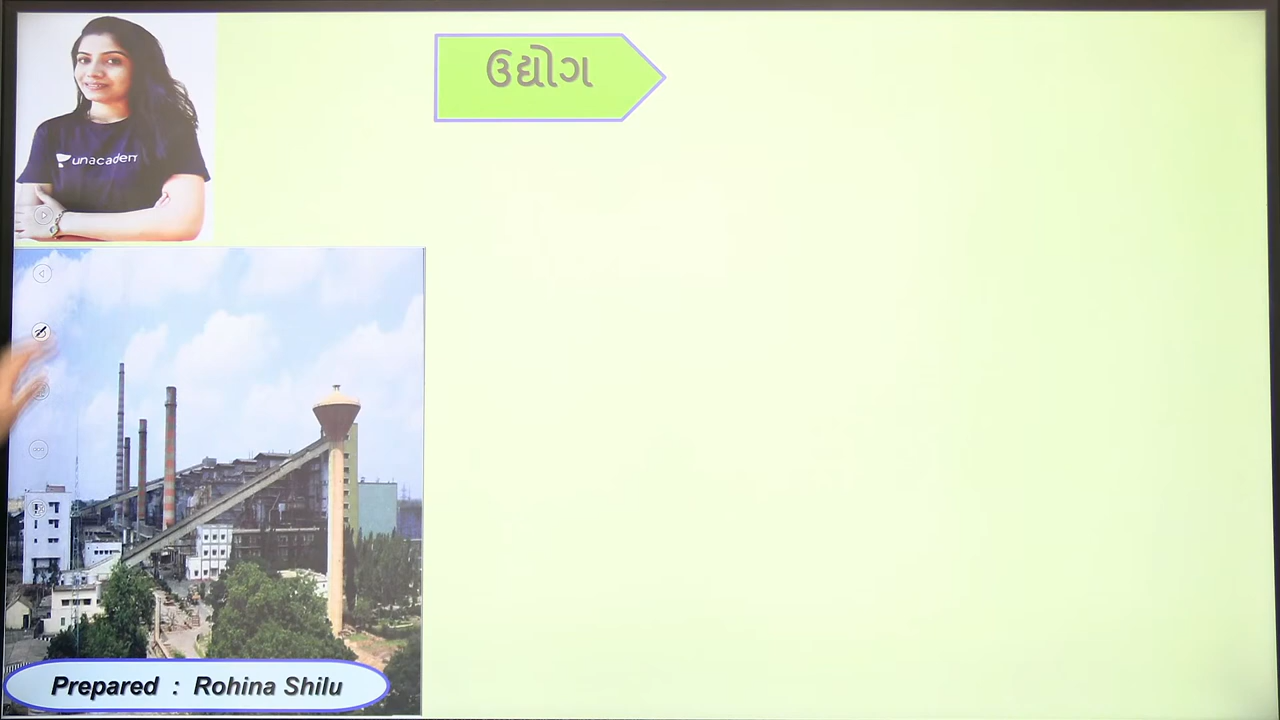 ઉદ્યોગ
unacadem
Prepared : Rohina Shilu